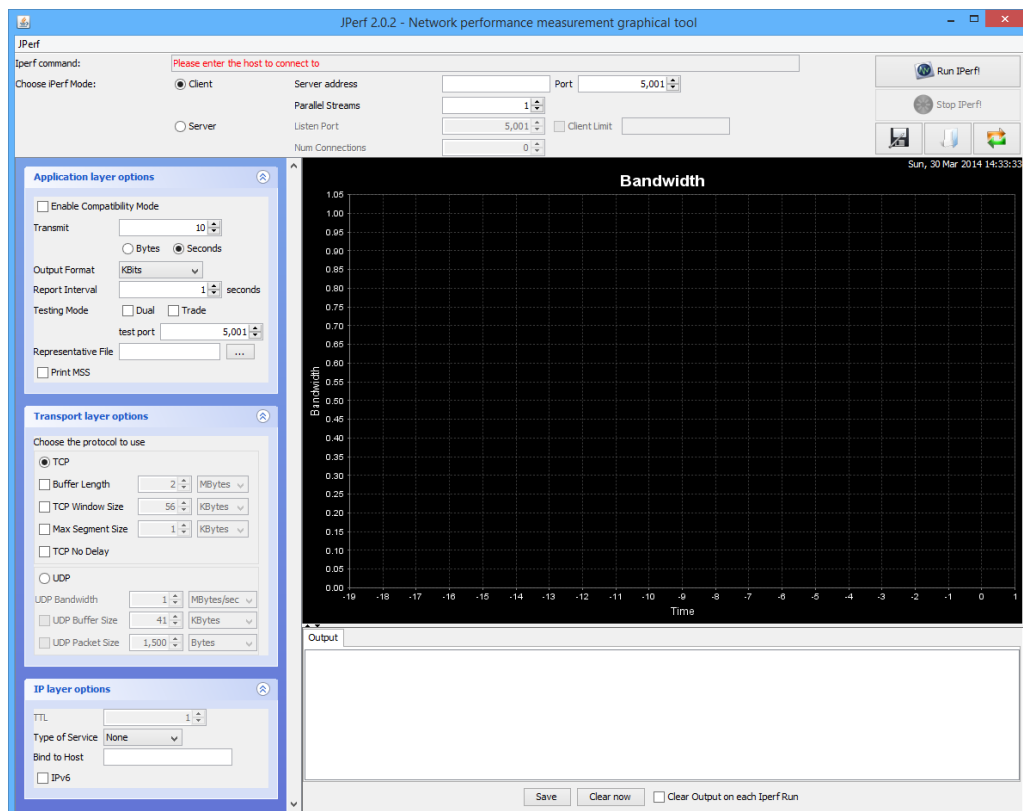 JPerf 2.0.2 - Network performance measurement graphical tool
JPerf
Iperf command: Please enter the host to connect to
Choose iPerf Mode: Client Server address Port 5,001
Parallel Streams 1
Server Listen Port 5,001 Client Limit
Num Connections 0
Run IPerf!
Stop IPerf!
Application layer options
Enable Compatibility Mode
Transmit 10
Bytes Seconds
Output Format KBits
Report Interval 1 seconds
Testing Mode Dual Trade
test port 5,001
Representative File ...
Print MSS
Transport layer options
Choose the protocol to use
TCP
Buffer Length 2 MBytes
TCP Window Size 56 KBytes
Max Segment Size 1 KBytes
TCP No Delay
UDP
UDP Bandwidth 1 MBytes/sec
UDP Buffer Size 41 KBytes
UDP Packet Size 1,500 Bytes
IP layer options
TTL 1
Type of Service None
Bind to Host
IPv6
Sun, 30 Mar 2014 14:33:33
Bandwidth
1.05
1.00
0.95
0.90
0.85
0.80
0.75
0.70
0.65
0.60
0.55
0.50
0.45
0.40
0.35
0.30
0.25
0.20
0.15
0.10
0.05
0.00
Bandwidth
-19 -18 -17 -16 -15 -14 -13 -12 -11 -10 -9 -8 -7 -6 -5 -4 -3 -2 -1 0 1
Time
Output
Save Clear now Clear Output on each Iperf Run